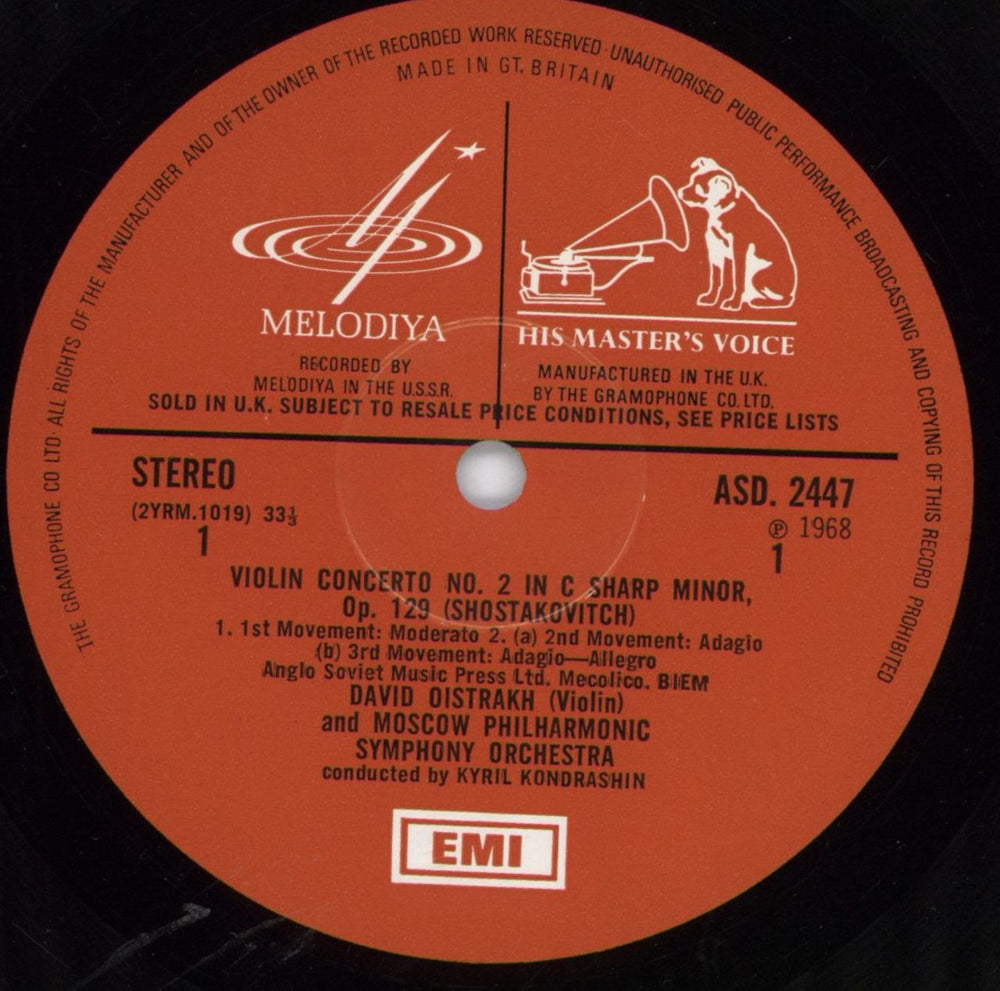 THE GRAMOPHONE CO LTD · ALL RIGHTS OF THE MANUFACTURER AND OF THE OWNER OF THE RECORDED WORK RESERVED · UNAUTHORISED PUBLIC PERFORMANCE BROADCASTING AND COPYING OF THIS RECORD PROHIBITED
MADE IN GT. BRITAIN
MELODIYA
RECORDED BY
MELODIYA IN THE U.S.S.R.
HIS MASTER'S VOICE
MANUFACTURED IN THE U.K.
BY THE GRAMOPHONE CO. LTD.
SOLD IN U.K. SUBJECT TO RESALE PRICE CONDITIONS, SEE PRICE LISTS
STEREO
(2YRM.1019) 33⅓
1
ASD. 2447
℗ 1968
1
VIOLIN CONCERTO NO. 2 IN C SHARP MINOR,
Op. 129 (SHOSTAKOVITCH)
1. 1st Movement: Moderato 2. (a) 2nd Movement: Adagio
(b) 3rd Movement: Adagio—Allegro
Anglo Soviet Music Press Ltd. Mecolico. BIEM
DAVID OISTRAKH (Violin)
and MOSCOW PHILHARMONIC
SYMPHONY ORCHESTRA
conducted by KYRIL KONDRASHIN
EMI